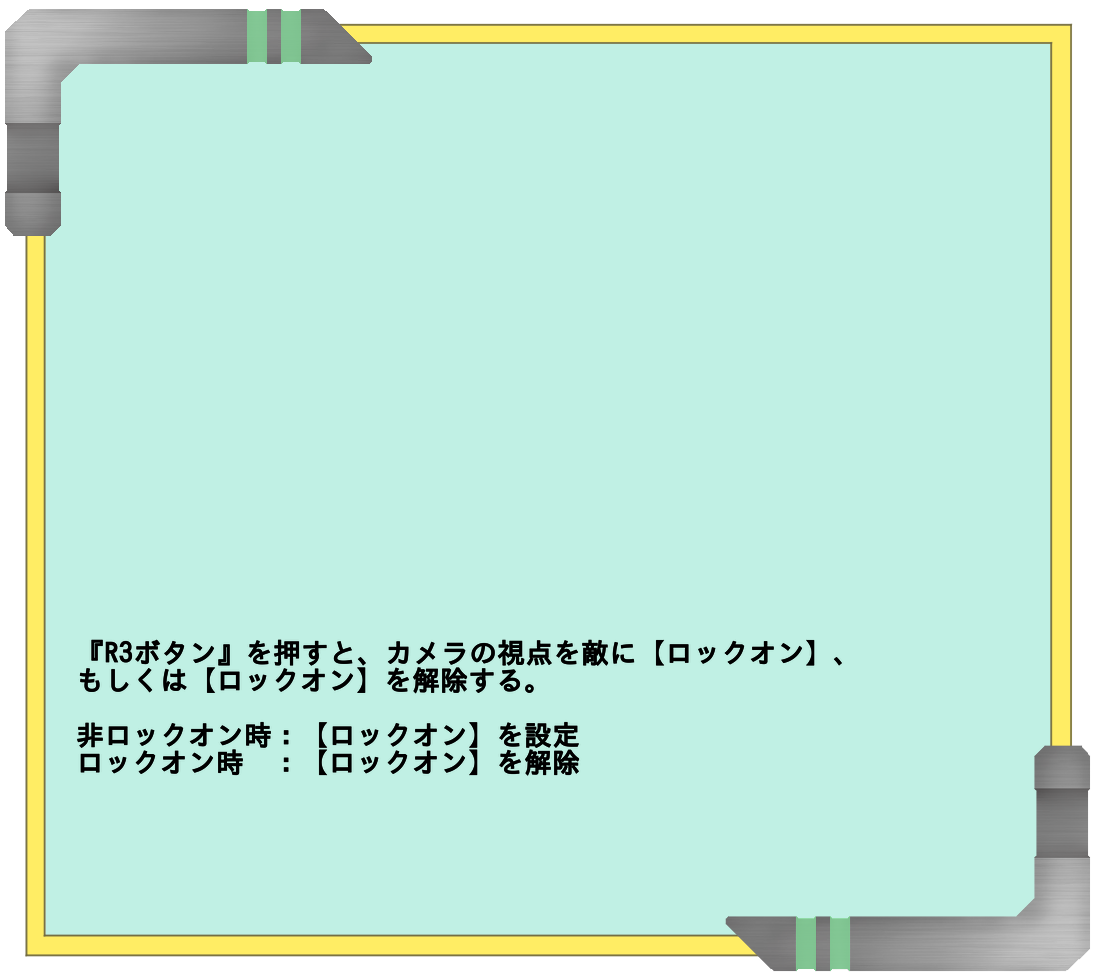 『R3ボタン』を押すと、カメラの視点を敵に【ロックオン】、
もしくは【ロックオン】を解除する。
非ロックオン時：【ロックオン】を設定
ロックオン時　：【ロックオン】を解除